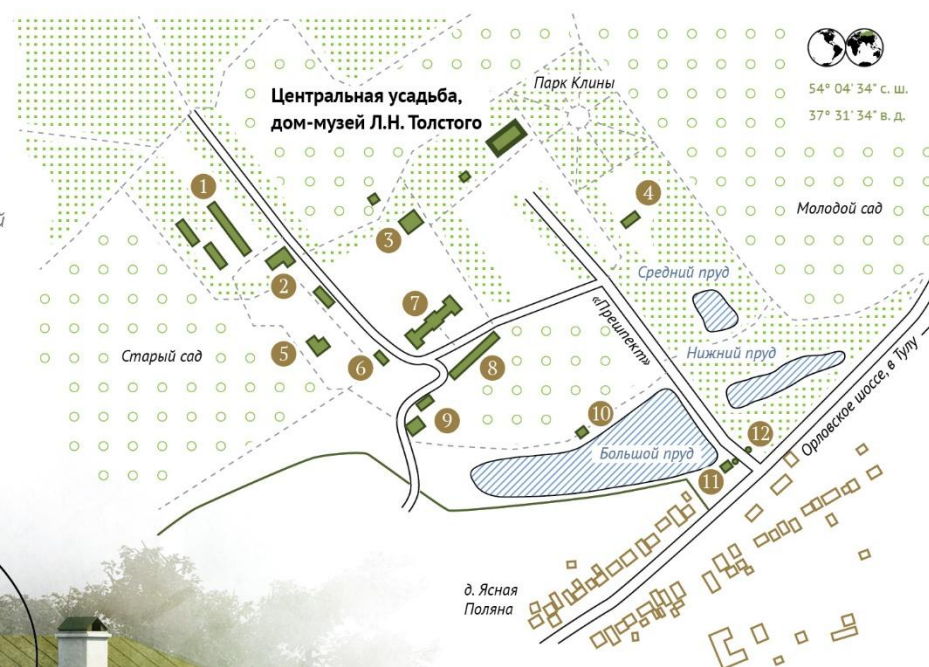 Парк Клины
Центральная усадьба,
дом-музей Л.Н. Толстого
54° 04' 34" с. ш.
37° 31' 34" в. д.
й
1
4
Молодой сад
3
Средний пруд
2
7
«Прешпект»
Нижний пруд
Старый сад
5
6
8
Орловское шоссе, в Тулу
9
10
12
Большой пруд
11
д. Ясная
Поляна